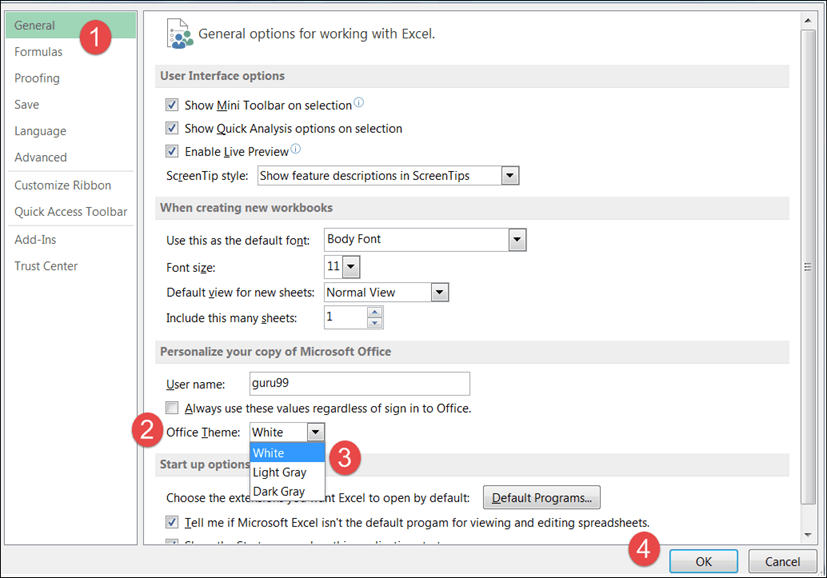 General
1
Formulas
Proofing
Save
Language
Advanced
Customize Ribbon
Quick Access Toolbar
Add-Ins
Trust Center
General options for working with Excel.
User Interface options
Show Mini Toolbar on selection
Show Quick Analysis options on selection
Enable Live Preview
ScreenTip style: Show feature descriptions in ScreenTips
When creating new workbooks
Use this as the default font: Body Font
Font size: 11
Default view for new sheets: Normal View
Include this many sheets: 1
Personalize your copy of Microsoft Office
User name: guru99
Always use these values regardless of sign in to Office.
2 Office Theme: White
White
3
Light Gray
Dark Gray
Start up options
Choose the extensions you want Excel to open by default: Default Programs...
Tell me if Microsoft Excel isn't the default progam for viewing and editing spreadsheets.
4
OK Cancel